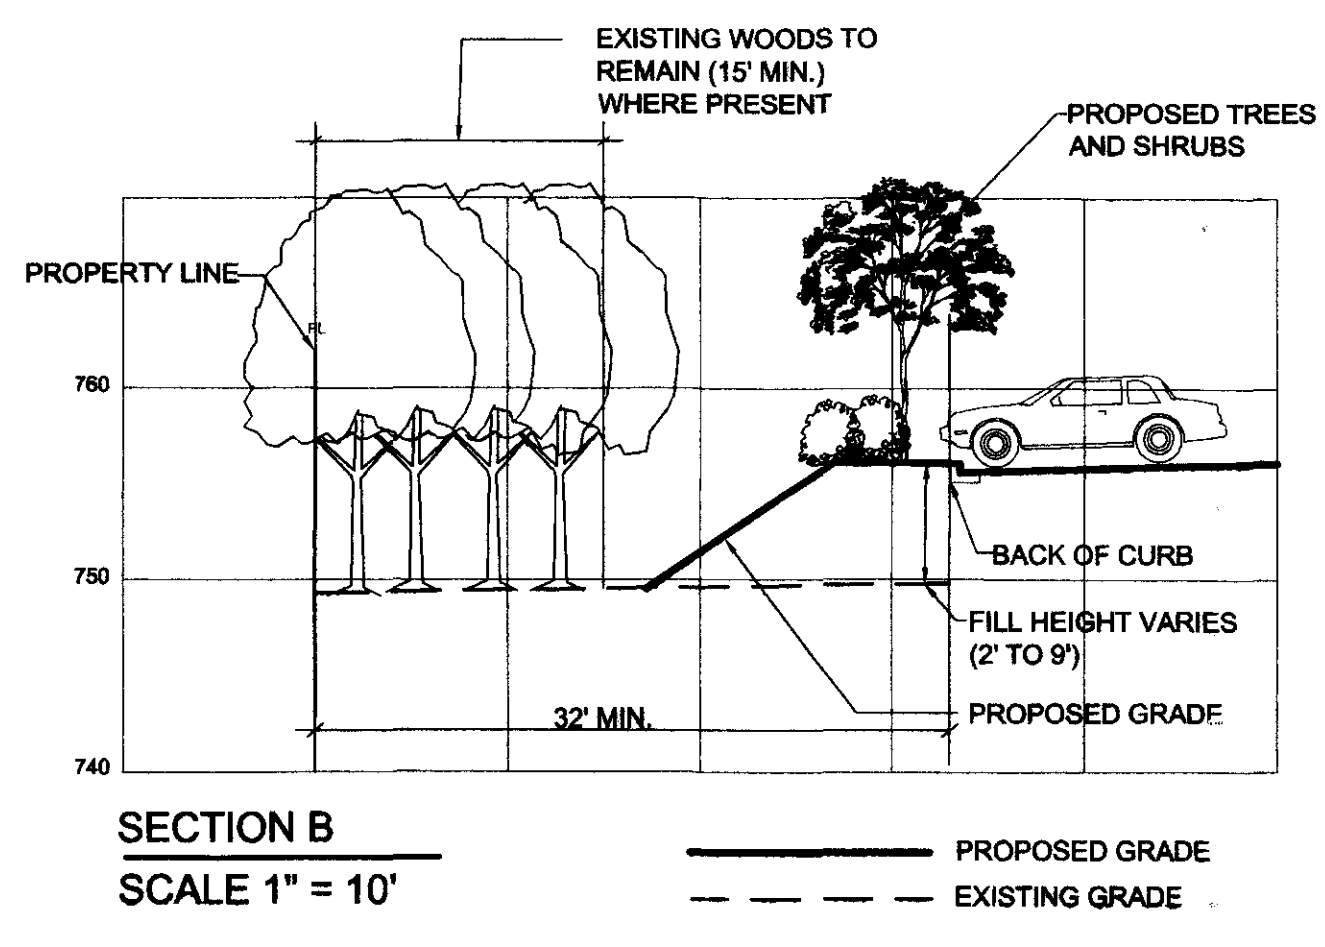 EXISTING WOODS TO
REMAIN (15' MIN.)
WHERE PRESENT
PROPOSED TREES
AND SHRUBS
PROPERTY LINE
PL
760
750
BACK OF CURB
FILL HEIGHT VARIES
(2' TO 9')
32' MIN.
PROPOSED GRADE
740
SECTION B
SCALE 1" = 10'
PROPOSED GRADE
EXISTING GRADE